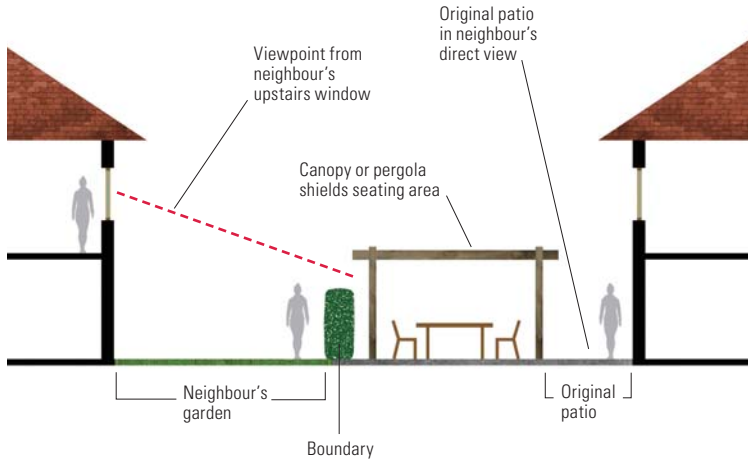 Original patio
in neighbour's
direct view
Viewpoint from
neighbour's
upstairs window
Canopy or pergola
shields seating area
Neighbour's
garden
Original
patio
Boundary